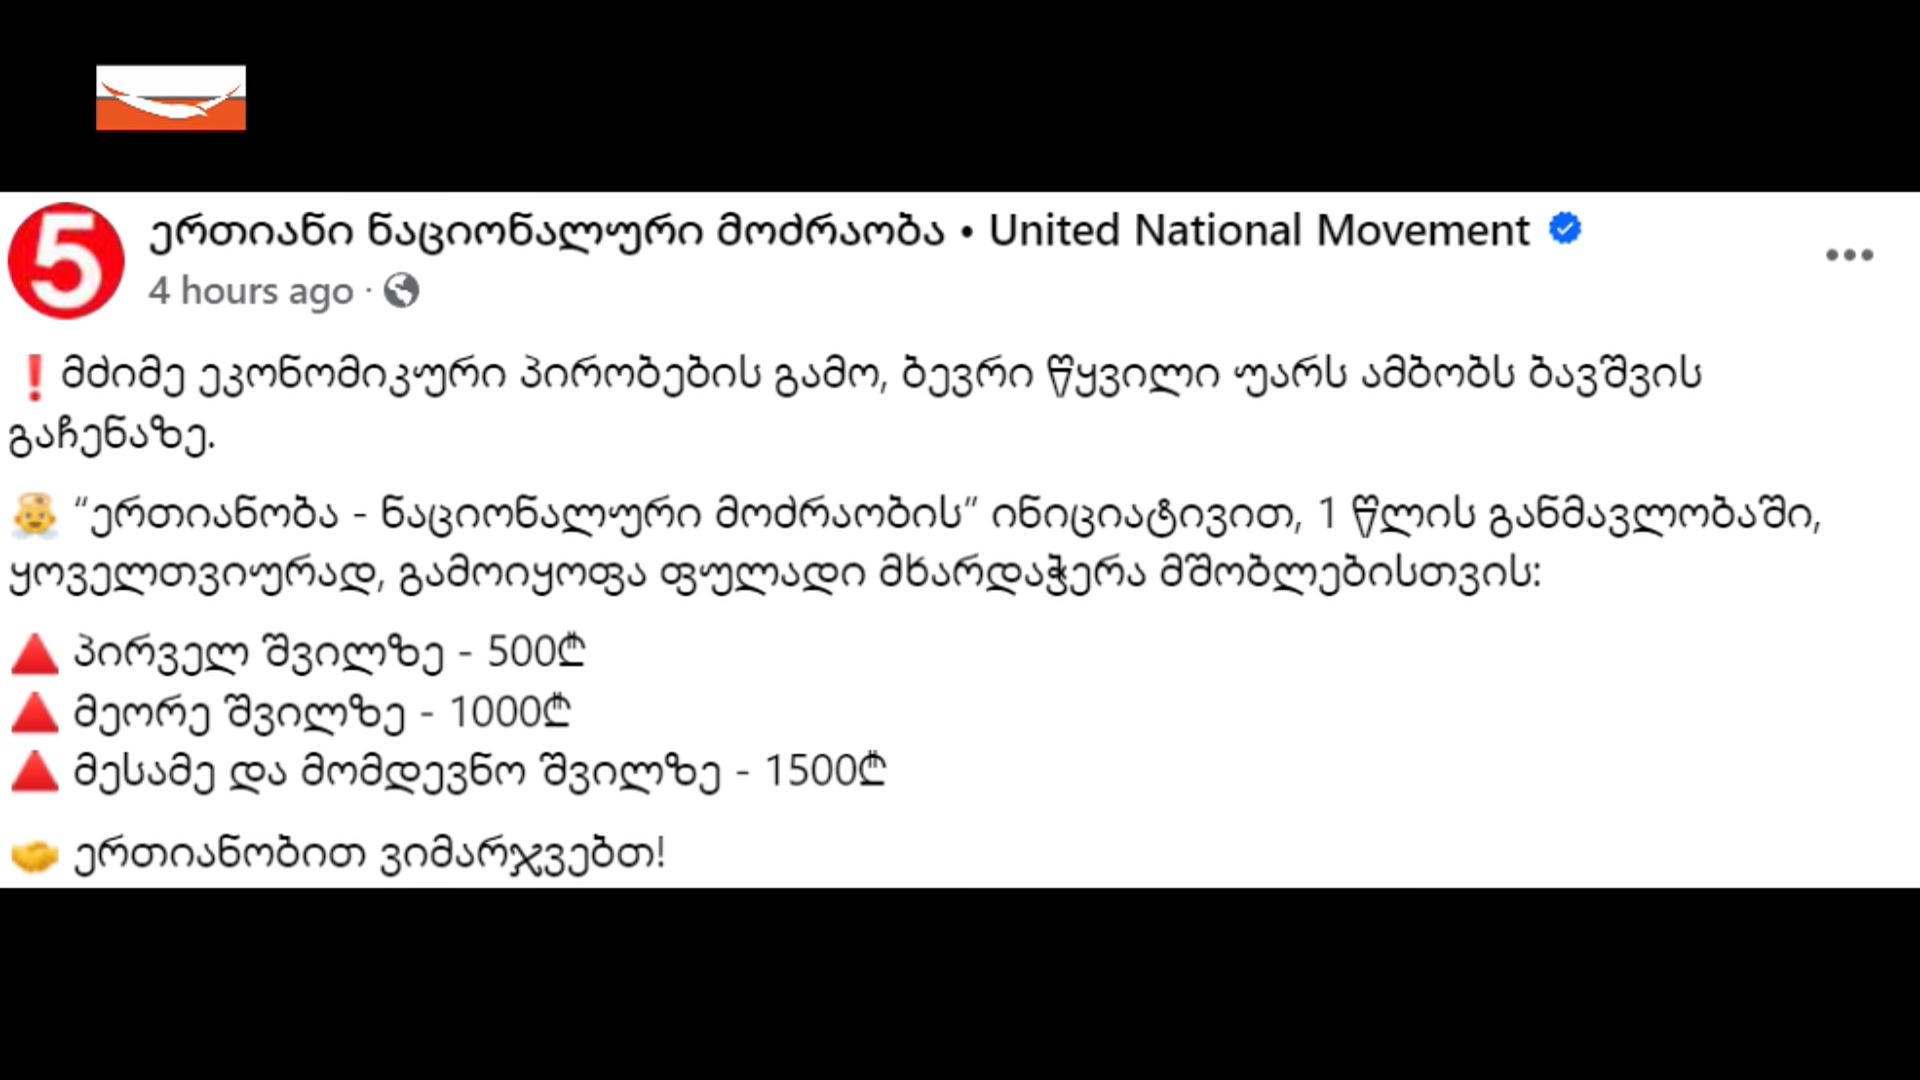 5
ერთიანი ნაციონალური მოძრაობა • United National Movement
4 hours ago ·
❗მძიმე ეკონომიკური პირობების გამო, ბევრი წყვილი უარს ამბობს ბავშვის
გაჩენაზე.
👼 “ერთიანობა - ნაციონალური მოძრაობის” ინიციატივით, 1 წლის განმავლობაში,
ყოველთვიურად, გამოიყოფა ფულადი მხარდაჭერა მშობლებისთვის:
🔺 პირველ შვილზე - 500₾
🔺 მეორე შვილზე - 1000₾
🔺 მესამე და მომდევნო შვილზე - 1500₾
🤝 ერთიანობით ვიმარჯვებთ!